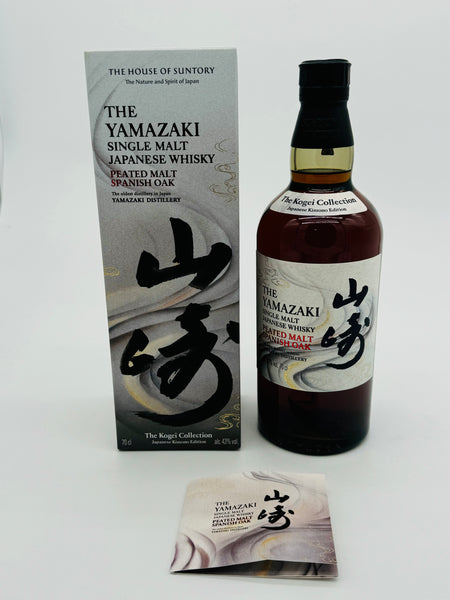 THE HOUSE OF SUNTORY
The Nature and Spirit of Japan
THE
YAMAZAKI
SINGLE MALT
JAPANESE WHISKY
PEATED MALT
SPANISH OAK
The oldest distillery in Japan
YAMAZAKI DISTILLERY
山崎
The Kogei Collection
Japanese Kimono Edition
70cl
alc. 43% vol.
The Kogei Collection
Japanese Kimono Edition
THE
YAMAZAKI
SINGLE MALT
JAPANESE WHISKY
PEATED MALT
SPANISH OAK
DISTILLERY
山崎
THE
YAMAZAKI
SINGLE MALT
JAPANESE WHISKY
PEATED MALT
SPANISH OAK
YAMAZAKI DISTILLERY
山崎